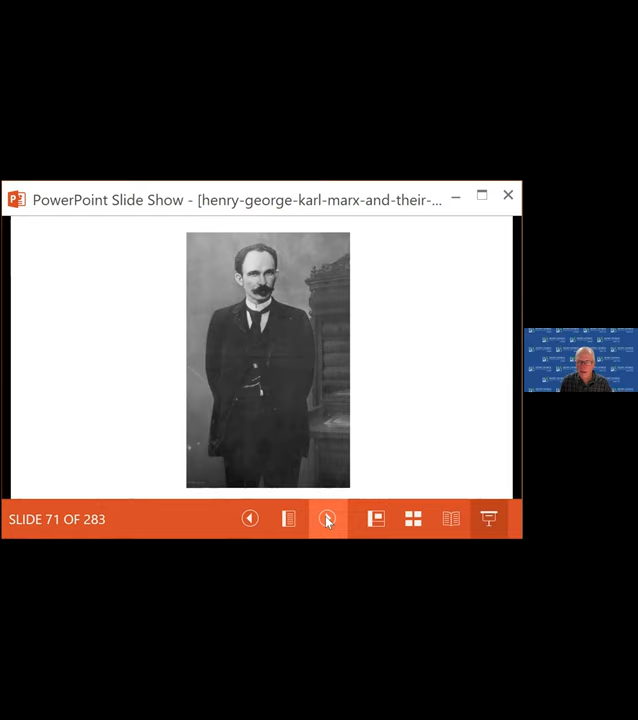 PowerPoint Slide Show - [henry-george-karl-marx-and-their-...
SLIDE 71 OF 283